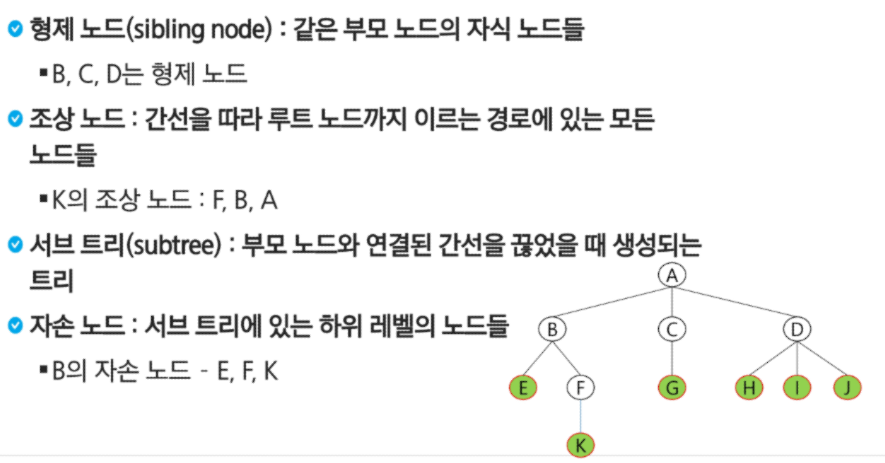 형제 노드(sibling node) : 같은 부모 노드의 자식 노드들
▪B, C, D는 형제 노드
조상 노드 : 간선을 따라 루트 노드까지 이르는 경로에 있는 모든
노드들
▪K의 조상 노드 : F, B, A
서브 트리(subtree) : 부모 노드와 연결된 간선을 끊었을 때 생성되는
트리
자손 노드 : 서브 트리에 있는 하위 레벨의 노드들
▪B의 자손 노드 - E, F, K
A
B C D
E F G H I J
K